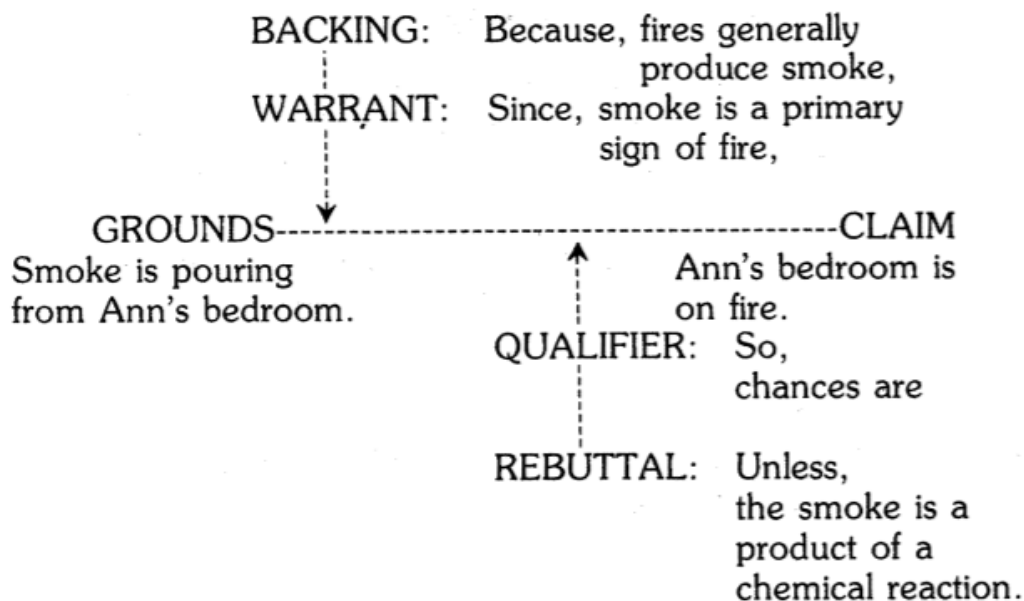 BACKING: Because, fires generally
produce smoke,
WARRANT: Since, smoke is a primary
sign of fire,
GROUNDS CLAIM
Smoke is pouring Ann's bedroom is
from Ann's bedroom. on fire.
QUALIFIER: So,
chances are
REBUTTAL: Unless,
the smoke is a
product of a
chemical reaction.